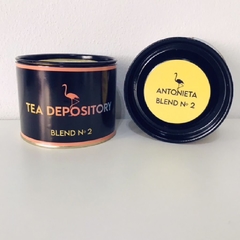 TEA DEPOSITORY
BLEND Nº 2
ANTONIETA
BLEND Nº 2